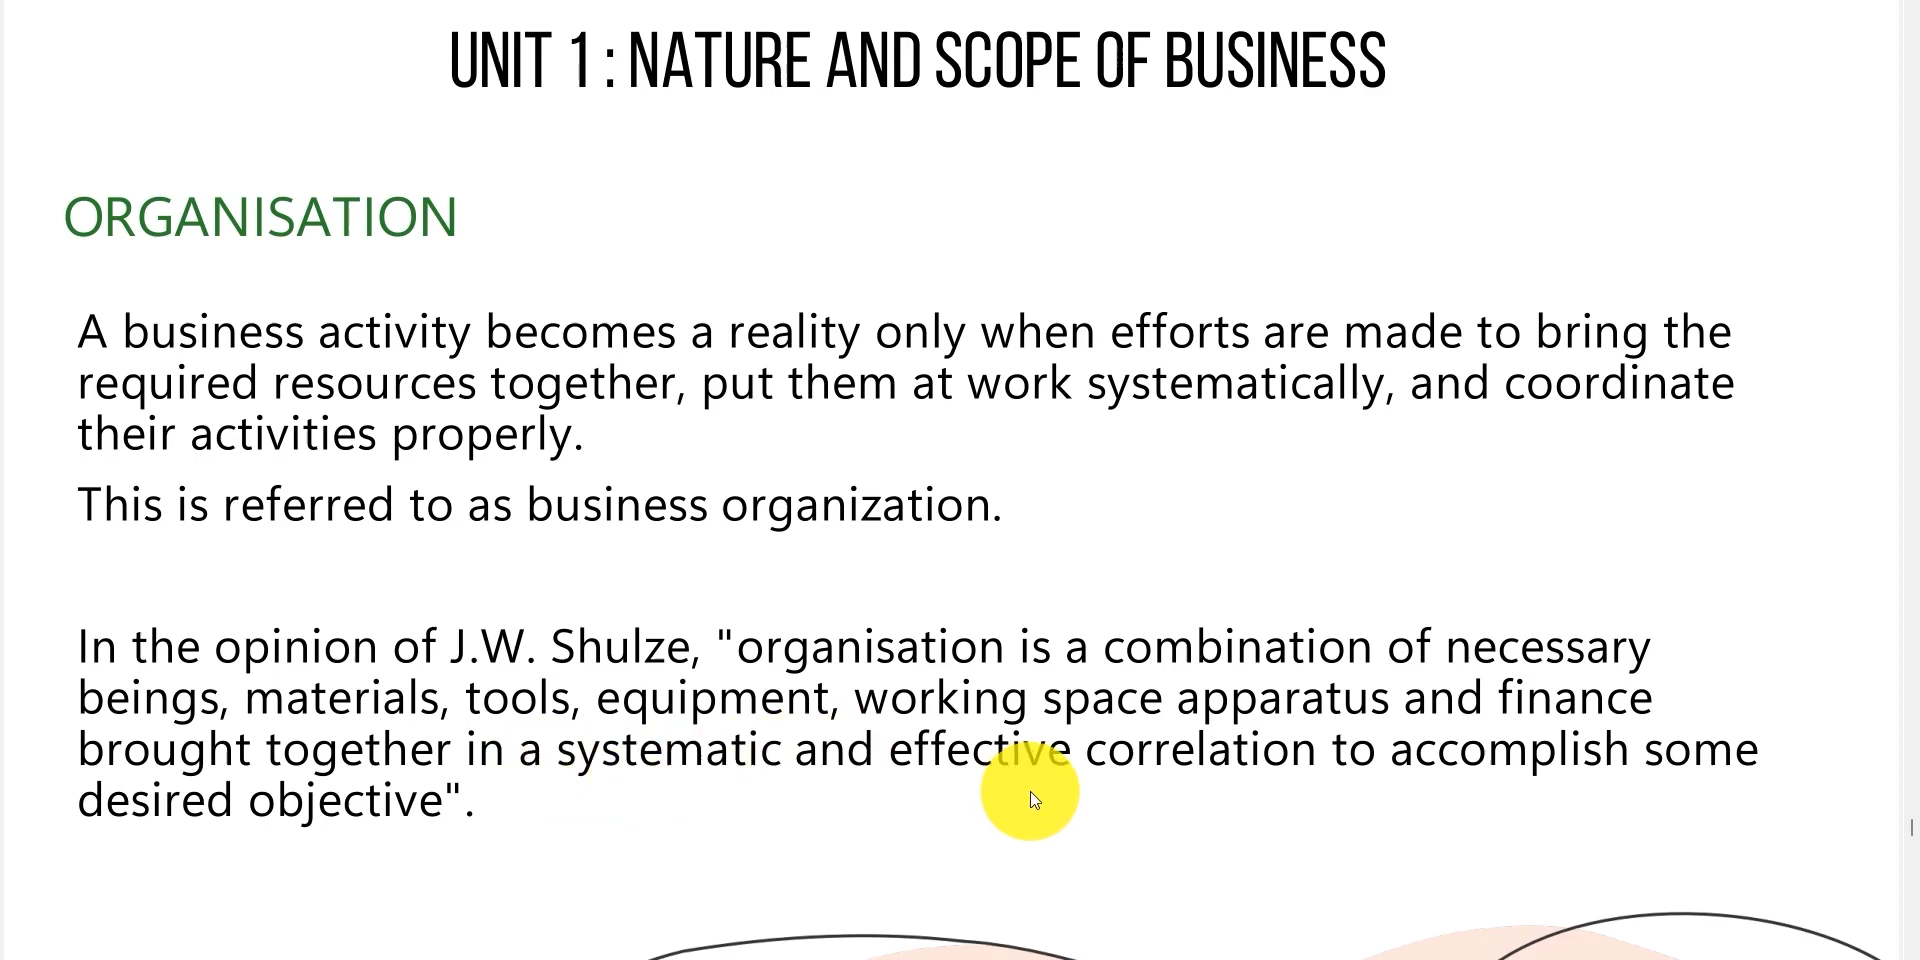 UNIT 1 : NATURE AND SCOPE OF BUSINESS
ORGANISATION
A business activity becomes a reality only when efforts are made to bring the
required resources together, put them at work systematically, and coordinate
their activities properly.
This is referred to as business organization.
In the opinion of J.W. Shulze, "organisation is a combination of necessary
beings, materials, tools, equipment, working space apparatus and finance
brought together in a systematic and effective correlation to accomplish some
desired objective".